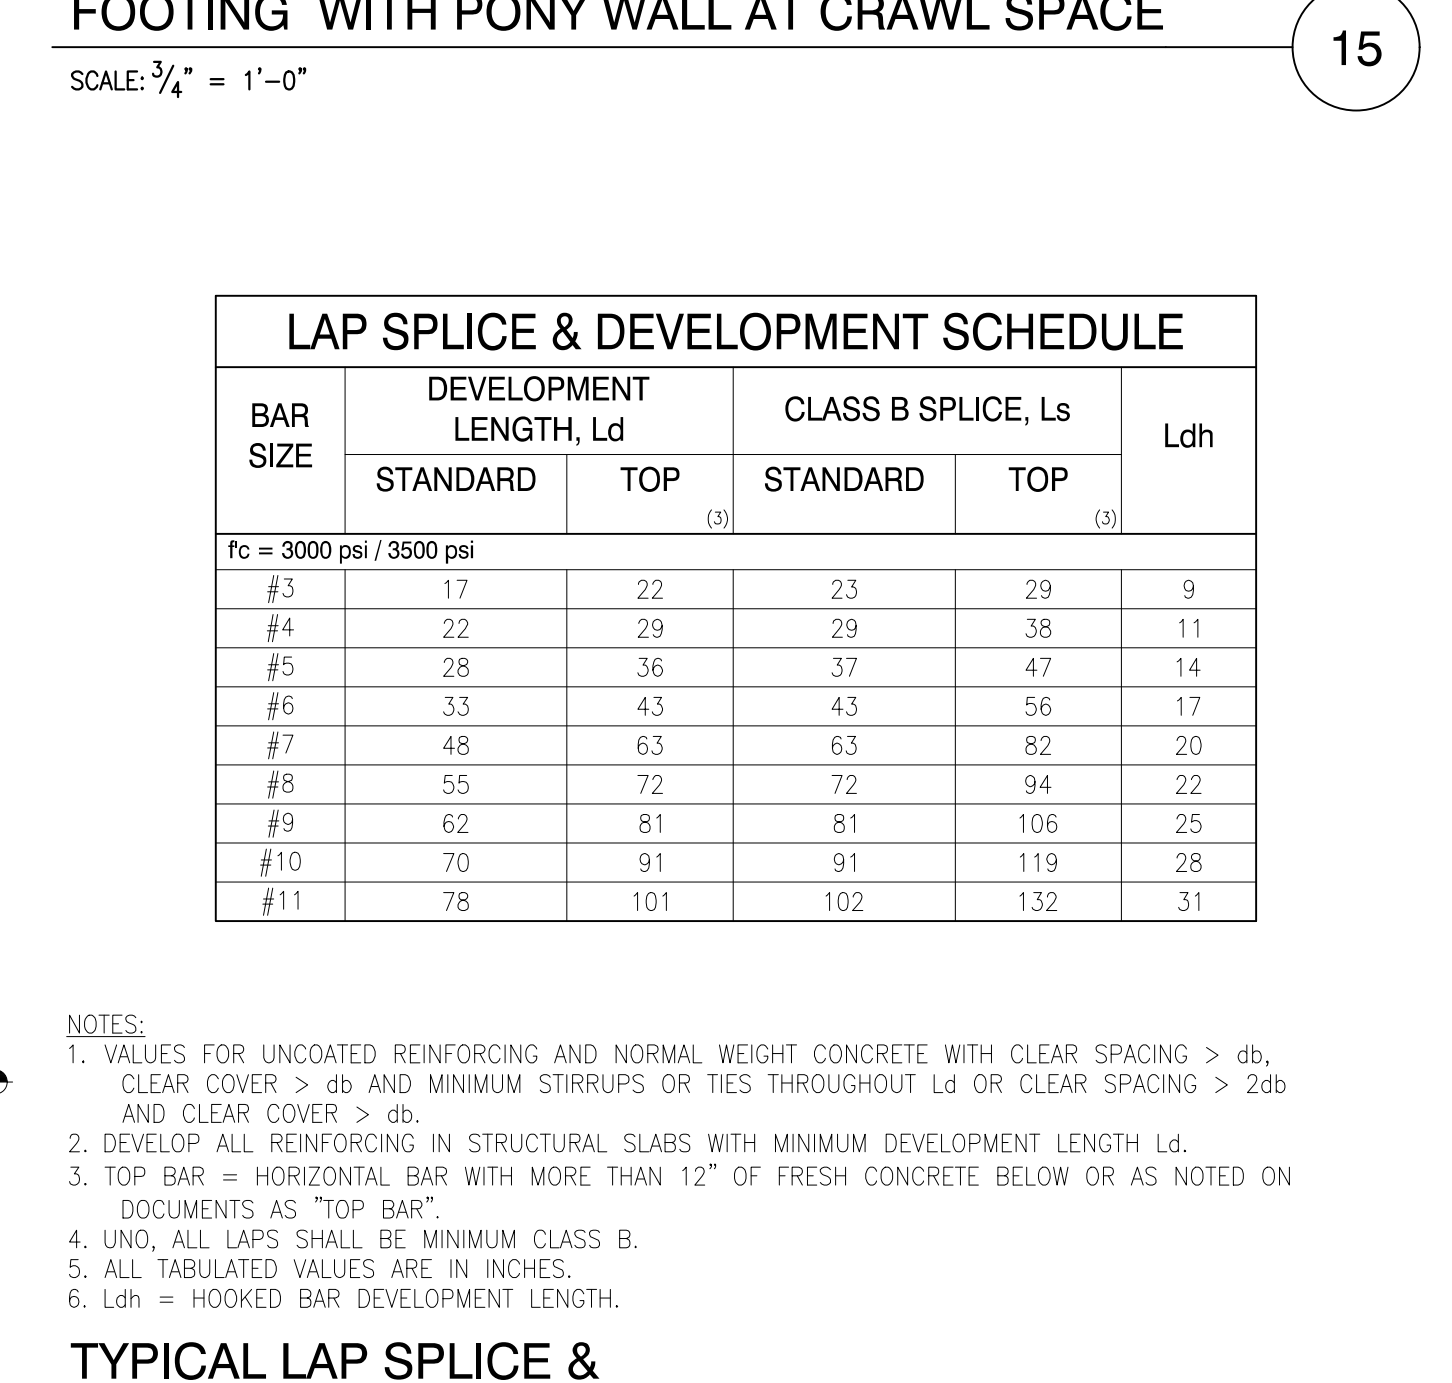 FOOTING WITH PONY WALL AT CRAWL SPACE
15
SCALE: 3/4" = 1'-0"
LAP SPLICE & DEVELOPMENT SCHEDULE
BAR SIZE
DEVELOPMENT LENGTH, Ld
CLASS B SPLICE, Ls
Ldh
STANDARD TOP (3) STANDARD TOP (3)
f'c = 3000 psi / 3500 psi
#3 17 22 23 29 9
#4 22 29 29 38 11
#5 28 36 37 47 14
#6 33 43 43 56 17
#7 48 63 63 82 20
#8 55 72 72 94 22
#9 62 81 81 106 25
#10 70 91 91 119 28
#11 78 101 102 132 31
NOTES:
1. VALUES FOR UNCOATED REINFORCING AND NORMAL WEIGHT CONCRETE WITH CLEAR SPACING > db,
CLEAR COVER > db AND MINIMUM STIRRUPS OR TIES THROUGHOUT Ld OR CLEAR SPACING > 2db
AND CLEAR COVER > db.
2. DEVELOP ALL REINFORCING IN STRUCTURAL SLABS WITH MINIMUM DEVELOPMENT LENGTH Ld.
3. TOP BAR = HORIZONTAL BAR WITH MORE THAN 12" OF FRESH CONCRETE BELOW OR AS NOTED ON
DOCUMENTS AS "TOP BAR".
4. UNO, ALL LAPS SHALL BE MINIMUM CLASS B.
5. ALL TABULATED VALUES ARE IN INCHES.
6. Ldh = HOOKED BAR DEVELOPMENT LENGTH.
TYPICAL LAP SPLICE &